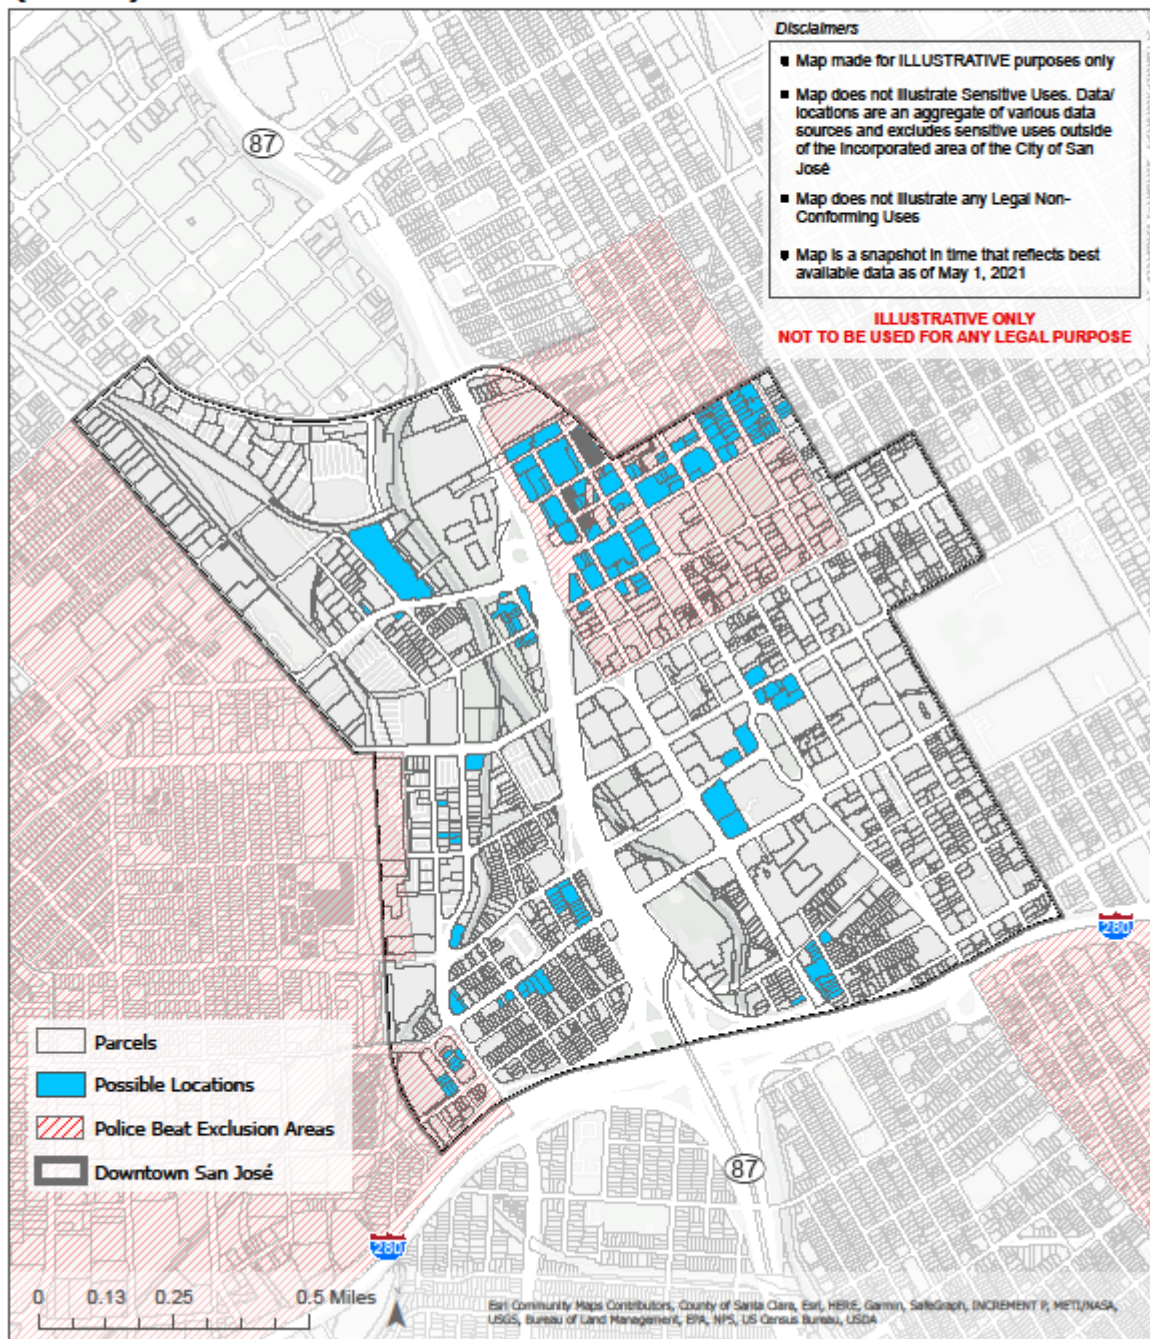 Disclaimers
▪ Map made for ILLUSTRATIVE purposes only
▪ Map does not illustrate Sensitive Uses. Data/
locations are an aggregate of various data
sources and excludes sensitive uses outside
of the incorporated area of the City of San
José
▪ Map does not illustrate any Legal Non-
Conforming Uses
▪ Map is a snapshot in time that reflects best
available data as of May 1, 2021
ILLUSTRATIVE ONLY
NOT TO BE USED FOR ANY LEGAL PURPOSE
87
280
Parcels
Possible Locations
Police Beat Exclusion Areas
Downtown San José
87
280
0 0.13 0.25 0.5 Miles
Esri Community Maps Contributors, County of Santa Clara, Esri, HERE, Garmin, SafeGraph, INCREMENT P, METI/NASA,
USGS, Bureau of Land Management, EPA, NPS, US Census Bureau, USDA